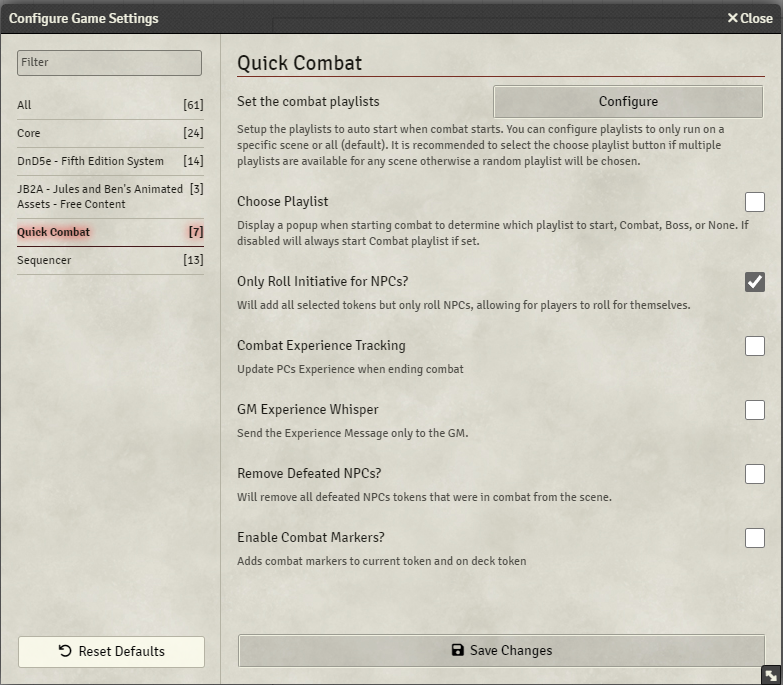 Configure Game Settings
Close
Filter
All [61]
Core [24]
DnD5e - Fifth Edition System [14]
JB2A - Jules and Ben's Animated [3]
Assets - Free Content
Quick Combat [7]
Sequencer [13]
Reset Defaults
Quick Combat
Set the combat playlists
Configure
Setup the playlists to auto start when combat starts. You can configure playlists to only run on a
specific scene or all (default). It is recommended to select the choose playlist button if multiple
playlists are available for any scene otherwise a random playlist will be chosen.
Choose Playlist
Display a popup when starting combat to determine which playlist to start, Combat, Boss, or None. If
disabled will always start Combat playlist if set.
Only Roll Initiative for NPCs?
Will add all selected tokens but only roll NPCs, allowing for players to roll for themselves.
Combat Experience Tracking
Update PCs Experience when ending combat
GM Experience Whisper
Send the Experience Message only to the GM.
Remove Defeated NPCs?
Will remove all defeated NPCs tokens that were in combat from the scene.
Enable Combat Markers?
Adds combat markers to current token and on deck token
Save Changes